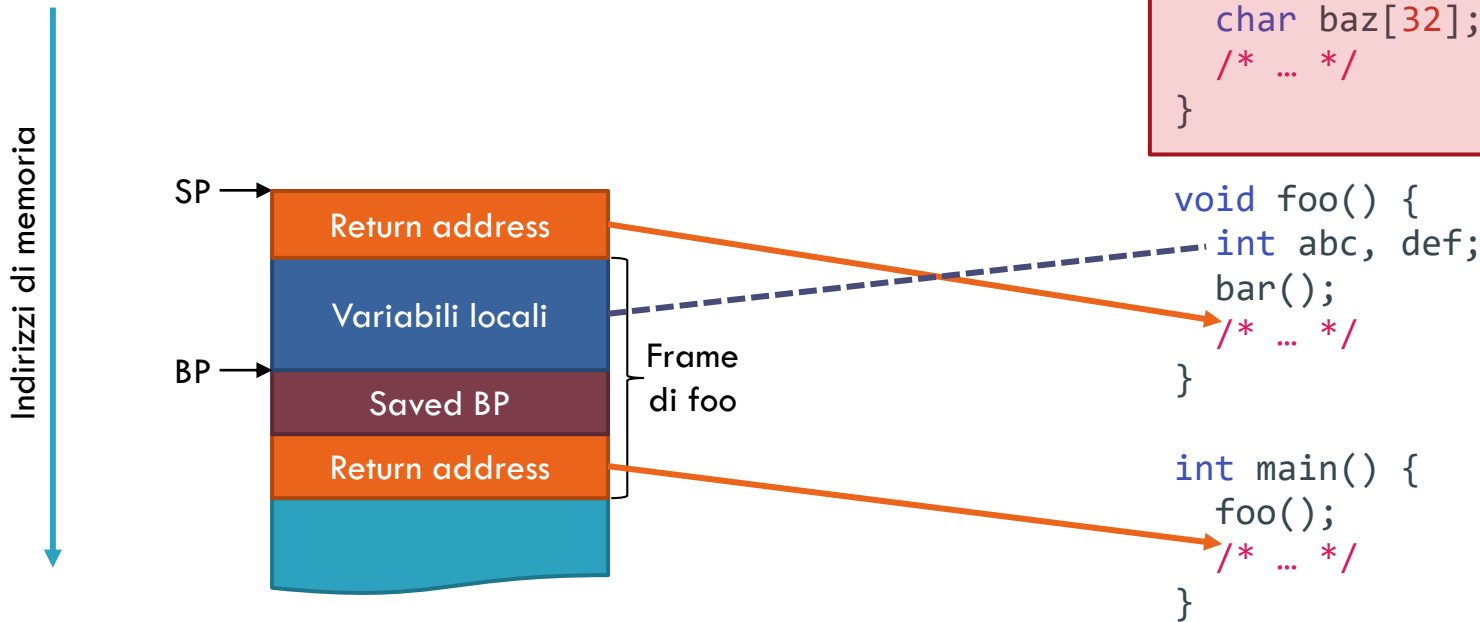 Indirizzi di memoria
SP
BP
Return address
Variabili locali
Saved BP
Return address
Frame
di foo
char baz[32];
/* … */
}
void foo() {
int abc, def;
bar();
/* … */
}
int main() {
foo();
/* … */
}